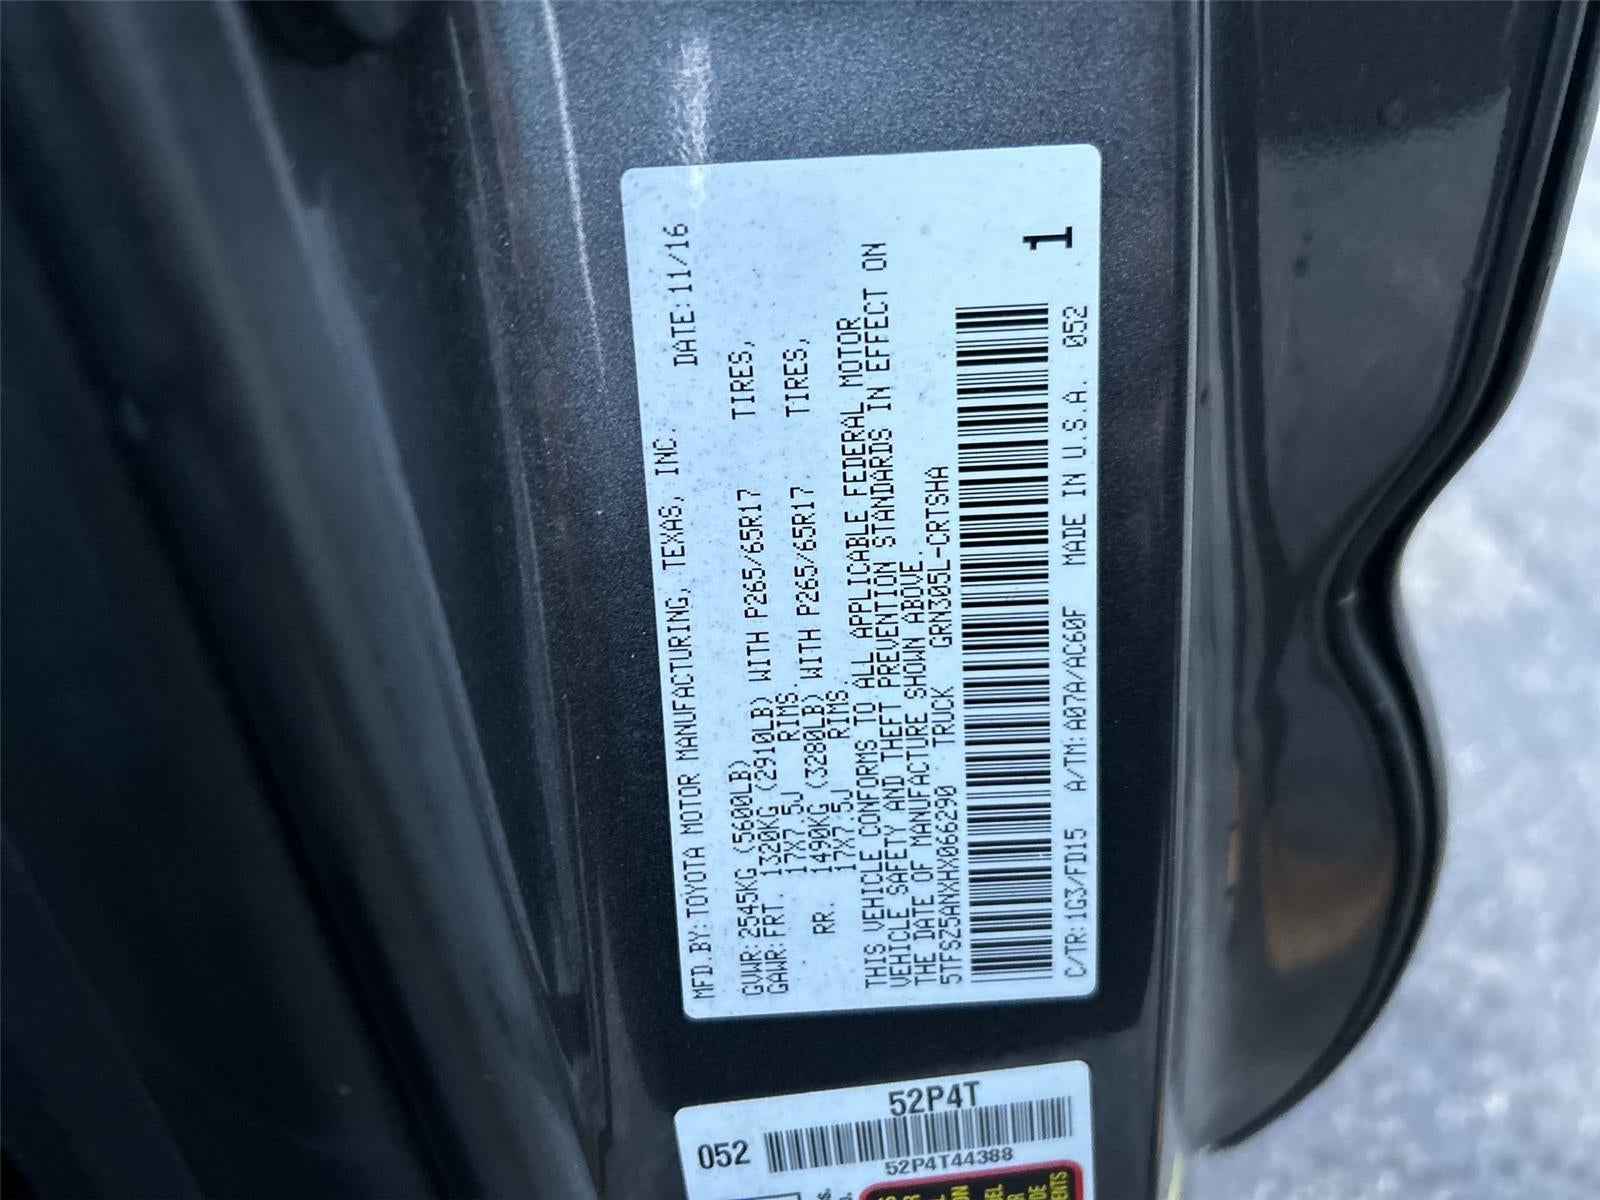 MFD.BY:TOYOTA MOTOR MANUFACTURING, TEXAS, INC. DATE:11/16
GVWR:2545KG (5600LB)
GAWR:FRT. 1320KG (2910LB) WITH P265/65R17 TIRES,
17X7.5J RIMS.
RR. 1490KG (3280LB) WITH P265/65R17 TIRES,
17X7.5J RIMS.
THIS VEHICLE CONFORMS TO ALL APPLICABLE FEDERAL MOTOR
VEHICLE SAFETY AND THEFT PREVENTION STANDARDS IN EFFECT ON
THE DATE OF MANUFACTURE SHOWN ABOVE.
5TFSZ5ANXHX066290 TRUCK GRN305L-CRTSHA
1
C/TR:1G3/FD15 A/TM:A07A/AC60F MADE IN U.S.A. 052
52P4T
052
52P4T44388